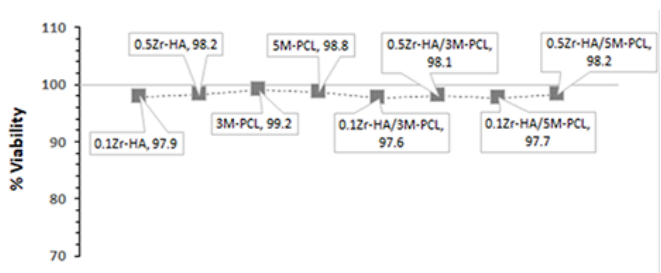 110
100
90
80
70
% Viability
0.1Zr-HA, 97.9
0.5Zr-HA, 98.2
3M-PCL, 99.2
5M-PCL, 98.8
0.1Zr-HA/3M-PCL,
97.6
0.5Zr-HA/3M-PCL,
98.1
0.1Zr-HA/5M-PCL,
97.7
0.5Zr-HA/5M-PCL,
98.2